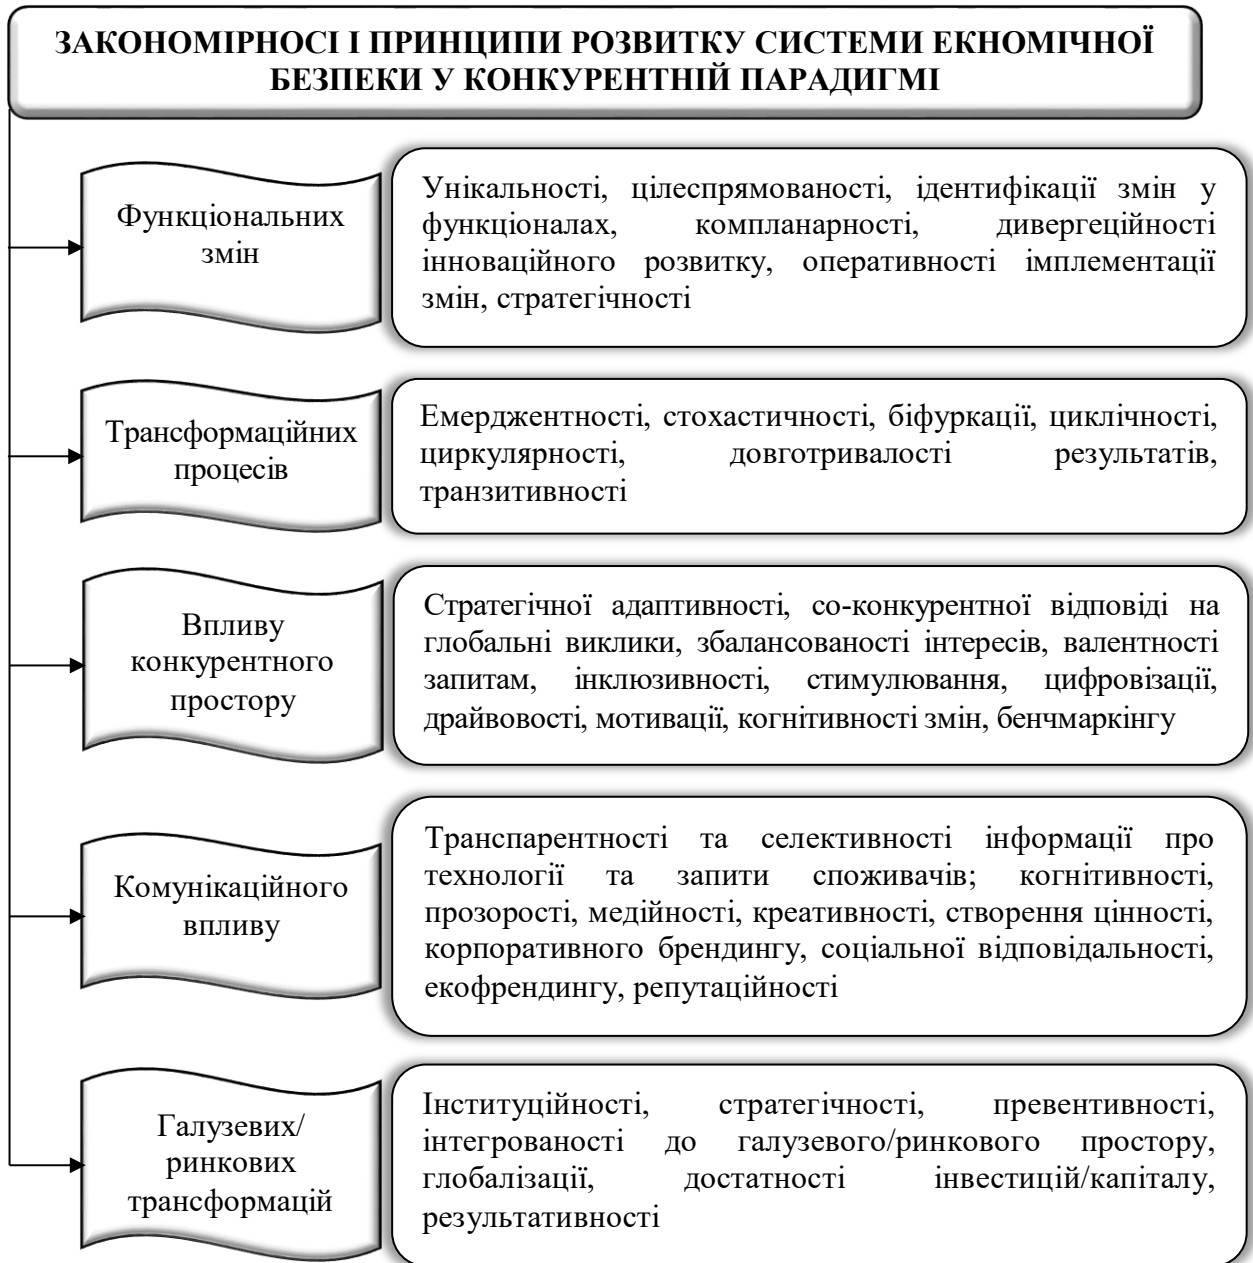 ЗАКОНОМІРНОСІ І ПРИНЦИПИ РОЗВИТКУ СИСТЕМИ ЕКНОМІЧНОЇ
БЕЗПЕКИ У КОНКУРЕНТНІЙ ПАРАДИГМІ
Функціональних
змін
Унікальності, цілеспрямованості, ідентифікації змін у
функціоналах, компланарності, дивергеційності
інноваційного розвитку, оперативності імплементації
змін, стратегічності
Трансформаційних
процесів
Емерджентності, стохастичності, біфуркації, циклічності,
циркулярності, довготривалості результатів,
транзитивності
Впливу
конкурентного
простору
Стратегічної адаптивності, со-конкурентної відповіді на
глобальні виклики, збалансованості інтересів, валентності
запитам, інклюзивності, стимулювання, цифровізації,
драйвовості, мотивації, когнітивності змін, бенчмаркінгу
Комунікаційного
впливу
Транспарентності та селективності інформації про
технології та запити споживачів; когнітивності,
прозорості, медійності, креативності, створення цінності,
корпоративного брендингу, соціальної відповідальності,
екофрендингу, репутаційності
Галузевих/
ринкових
трансформацій
Інституційності, стратегічності, превентивності,
інтегрованості до галузевого/ринкового простору,
глобалізації, достатності інвестицій/капіталу,
результативності